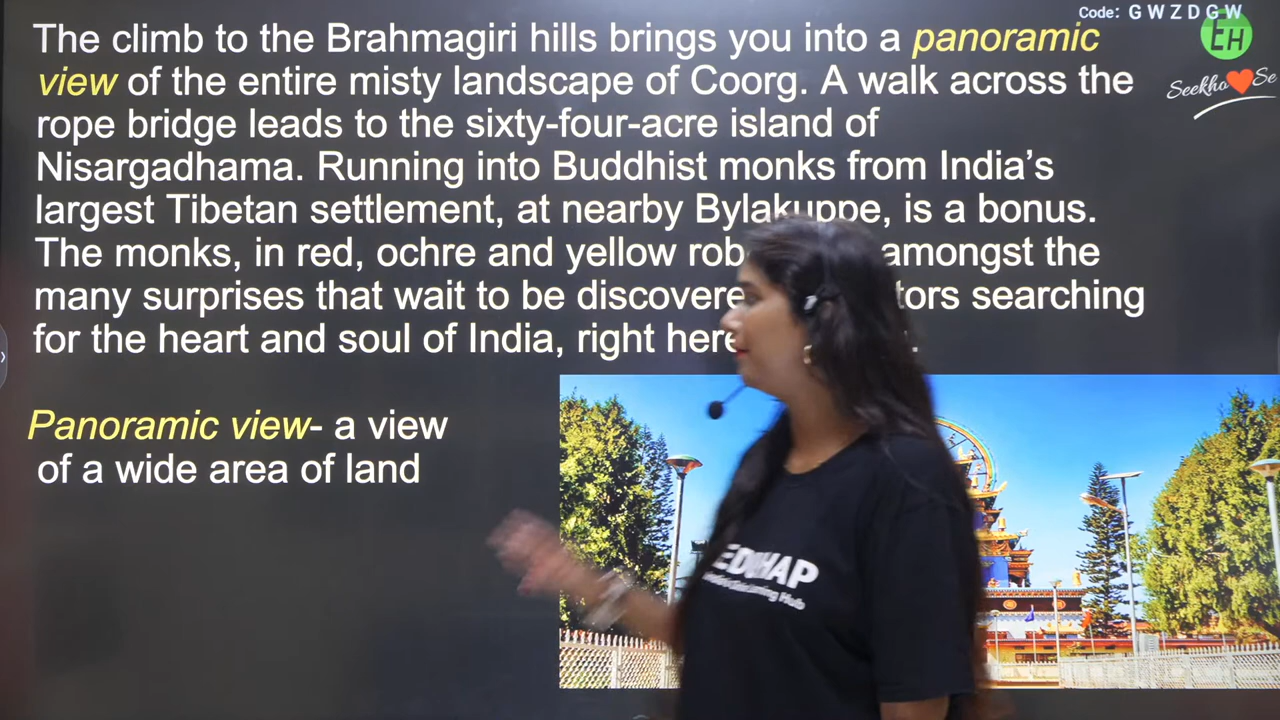 Code: G W Z D G W
EH
Seekho Se
The climb to the Brahmagiri hills brings you into a panoramic
view of the entire misty landscape of Coorg. A walk across the
rope bridge leads to the sixty-four-acre island of
Nisargadhama. Running into Buddhist monks from India’s
largest Tibetan settlement, at nearby Bylakuppe, is a bonus.
The monks, in red, ochre and yellow amongst the
many surprises that wait to be searching
for the heart and soul of India, right here
Panoramic view- a view
of a wide area of land